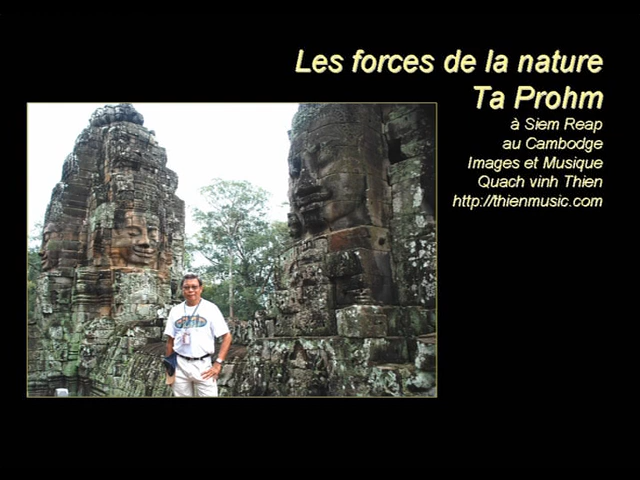 Les forces de la nature
Ta Prohm
à Siem Reap
au Cambodge
Images et Musique
Quach vinh Thien
http://thienmusic.com